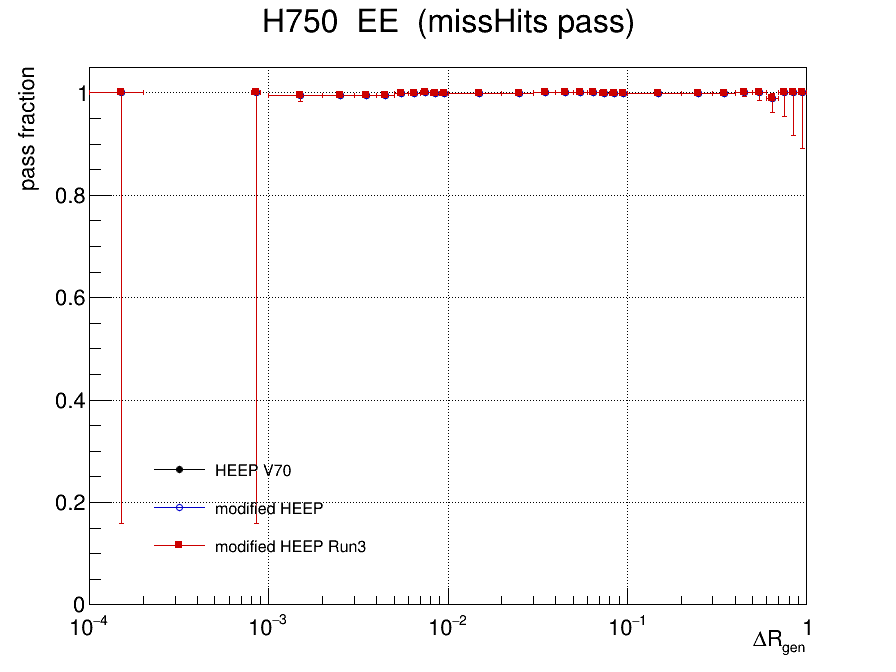 H750 EE (missHits pass)
pass fraction
1
0.8
0.6
0.4
0.2
0
HEEP V70
modified HEEP
modified HEEP Run3
10⁻⁴ 10⁻³ 10⁻² 10⁻¹ 1
ΔR_gen